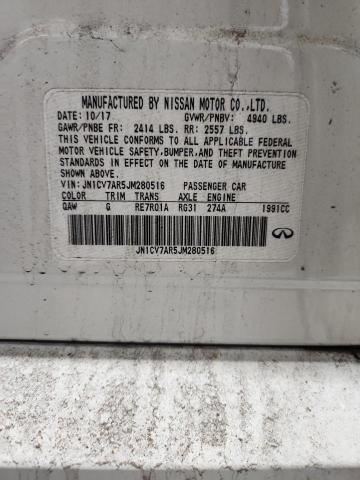 MANUFACTURED BY NISSAN MOTOR CO.,LTD.
DATE: 10/17 GVWR/PNBV: 4940 LBS.
GAWR/PNBE FR: 2414 LBS RR: 2557 LBS.
THIS VEHICLE CONFORMS TO ALL APPLICABLE FEDERAL
MOTOR VEHICLE SAFETY,BUMPER,AND THEFT PREVENTION
STANDARDS IN EFFECT ON THE DATE OF MANUFACTURE
SHOWN ABOVE.
VIN: JN1CV7AR5JM280516 PASSENGER CAR
COLOR TRIM TRANS AXLE ENGINE
QAW G RE7R01A RG31 274A 1991CC
JN1CV7AR5JM280516